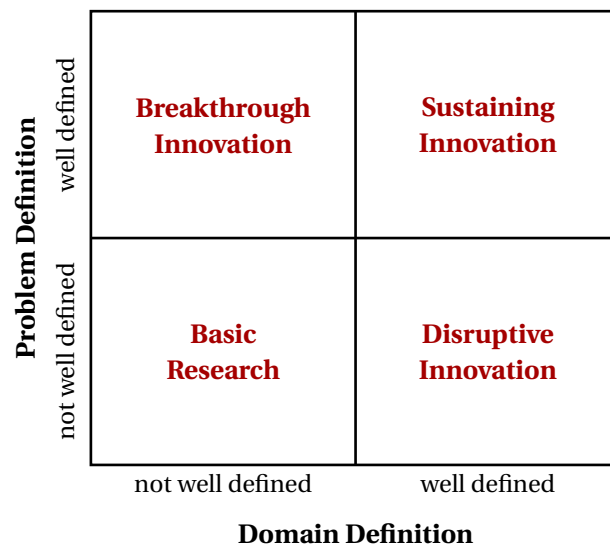 Problem Definition
well defined
not well defined
Breakthrough
Innovation
Sustaining
Innovation
Basic
Research
Disruptive
Innovation
not well defined
well defined
Domain Definition